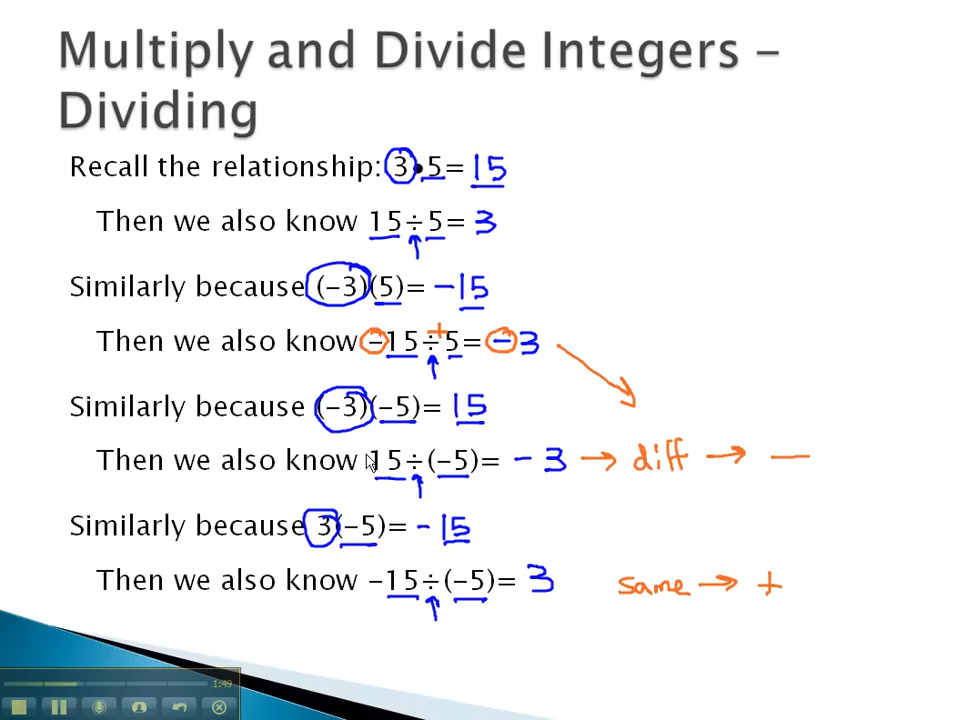 Multiply and Divide Integers –
Dividing
Recall the relationship: 3•5= 15
Then we also know 15÷5= 3
Similarly because (−3)(5)= −15
Then we also know −15÷5= −3
+
Similarly because (−3)(−5)= 15
Then we also know 15÷(−5)= −3 → diff → −
Similarly because 3(−5)= −15
Then we also know −15÷(−5)= 3 same → +
1:49